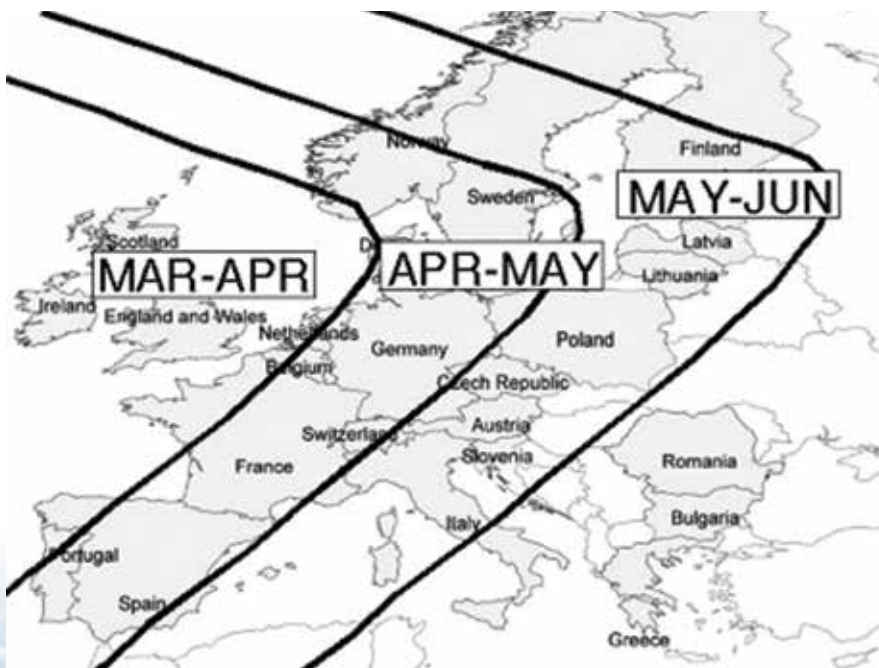 Norway
Finland
Sweden
MAY-JUN
Scotland
D
Latvia
MAR-APR
APR-MAY
Lithuania
Ireland
England and Wales
Netherlands
Germany
Poland
Belgium
Czech Republic
Switzerland
Austria
Slovenia
France
Romania
Italy
Bulgaria
Portugal
Spain
Greece